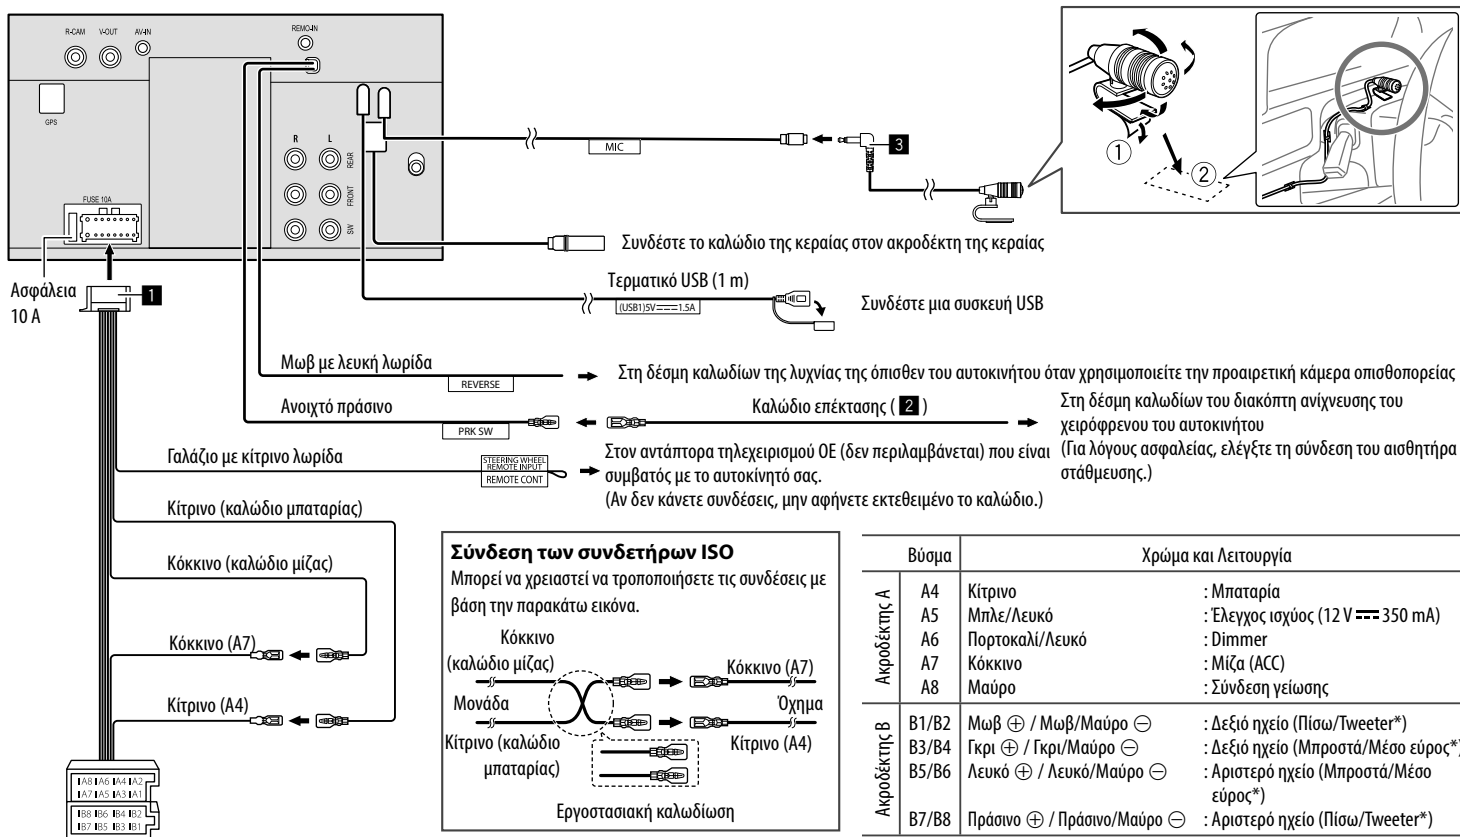 R-CAM V-OUT AV-IN REMO-IN
GPS
R L
REAR
FRONT
SW
FUSE 10A
MIC
3
1
2
Συνδέστε το καλώδιο της κεραίας στον ακροδέκτη της κεραίας
Ασφάλεια
10 A
1
Τερματικό USB (1 m)
(USB1)5V⎓1.5A
Συνδέστε μια συσκευή USB
Μωβ με λευκή λωρίδα
REVERSE
Στη δέσμη καλωδίων της λυχνίας της όπισθεν του αυτοκινήτου όταν χρησιμοποιείτε την προαιρετική κάμερα οπισθοπορείας
Ανοιχτό πράσινο
PRK SW
Καλώδιο επέκτασης ( 2 )
Στη δέσμη καλωδίων του διακόπτη ανίχνευσης του
χειρόφρενου του αυτοκινήτου
(Για λόγους ασφαλείας, ελέγξτε τη σύνδεση του αισθητήρα
στάθμευσης.)
Γαλάζιο με κίτρινο λωρίδα
STEERING WHEEL
REMOTE INPUT
REMOTE CONT
Στον αντάπτορα τηλεχειρισμού ΟΕ (δεν περιλαμβάνεται) που είναι
συμβατός με το αυτοκίνητό σας.
(Αν δεν κάνετε συνδέσεις, μην αφήνετε εκτεθειμένο το καλώδιο.)
Κίτρινο (καλώδιο μπαταρίας)
Κόκκινο (καλώδιο μίζας)
Κόκκινο (A7)
Κίτρινο (A4)
A8 A6 A4 A2
A7 A5 A3 A1
B8 B6 B4 B2
B7 B5 B3 B1
Σύνδεση των συνδετήρων ISO
Μπορεί να χρειαστεί να τροποποιήσετε τις συνδέσεις με
βάση την παρακάτω εικόνα.
Κόκκινο
(καλώδιο μίζας)
Κόκκινο (A7)
Μονάδα
Όχημα
Κίτρινο (καλώδιο
μπαταρίας)
Κίτρινο (A4)
Εργοστασιακή καλωδίωση
Βύσμα Χρώμα και Λειτουργία
Ακροδέκτης A
A4 Κίτρινο : Μπαταρία
A5 Μπλε/Λευκό : Έλεγχος ισχύος (12 V ⎓ 350 mA)
A6 Πορτοκαλί/Λευκό : Dimmer
A7 Κόκκινο : Μίζα (ACC)
A8 Μαύρο : Σύνδεση γείωσης
Ακροδέκτης B
B1/B2 Μωβ ⊕ / Μωβ/Μαύρο ⊖ : Δεξιό ηχείο (Πίσω/Tweeter*)
B3/B4 Γκρι ⊕ / Γκρι/Μαύρο ⊖ : Δεξιό ηχείο (Μπροστά/Μέσο εύρος*)
B5/B6 Λευκό ⊕ / Λευκό/Μαύρο ⊖ : Αριστερό ηχείο (Μπροστά/Μέσο
εύρος*)
B7/B8 Πράσινο ⊕ / Πράσινο/Μαύρο ⊖ : Αριστερό ηχείο (Πίσω/Tweeter*)